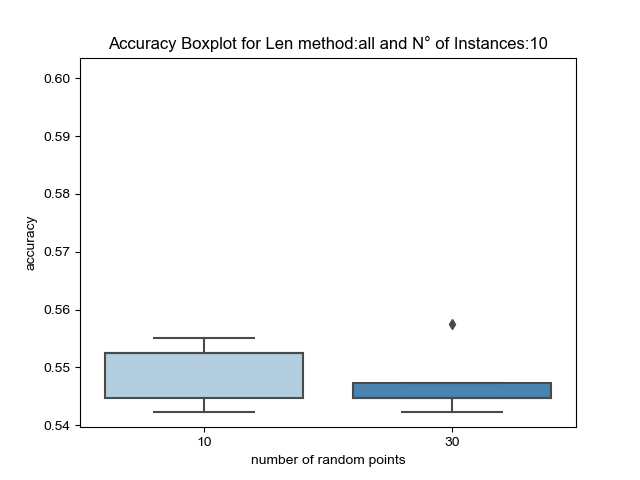 Accuracy Boxplot for Len method:all and N° of Instances:10
0.60
0.59
0.58
0.57
0.56
0.55
0.54
accuracy
10 30
number of random points